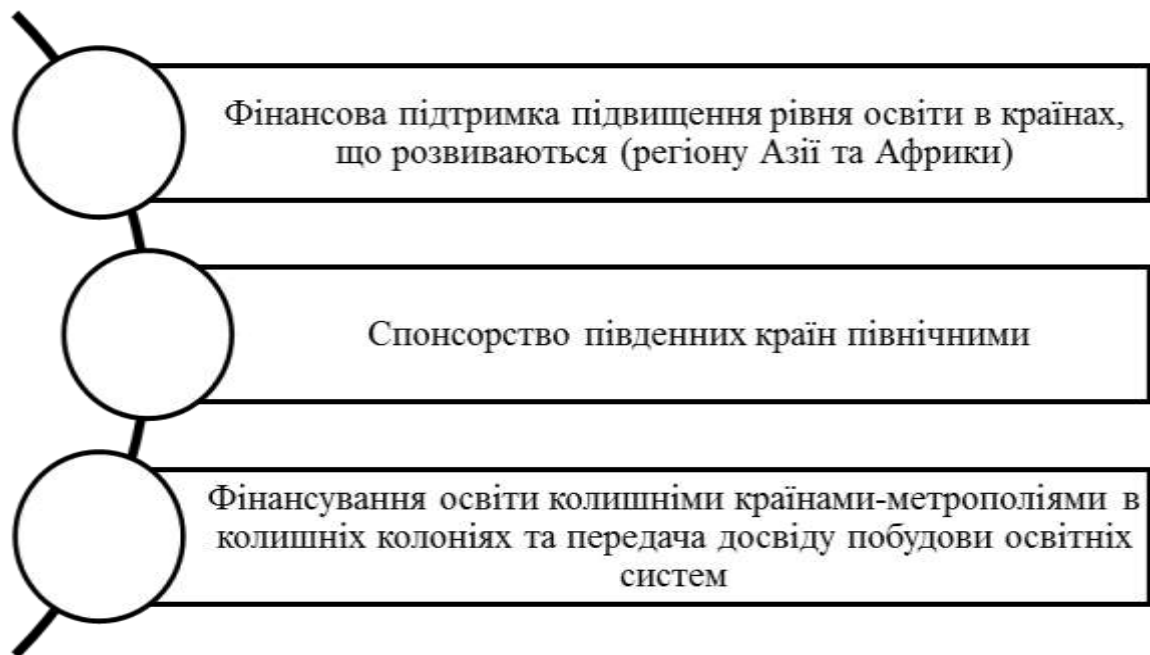 Фінансова підтримка підвищення рівня освіти в країнах,
що розвиваються (регіону Азії та Африки)
Спонсорство південних країн північними
Фінансування освіти колишніми країнами-метрополіями в
колишніх колоніях та передача досвіду побудови освітніх
систем